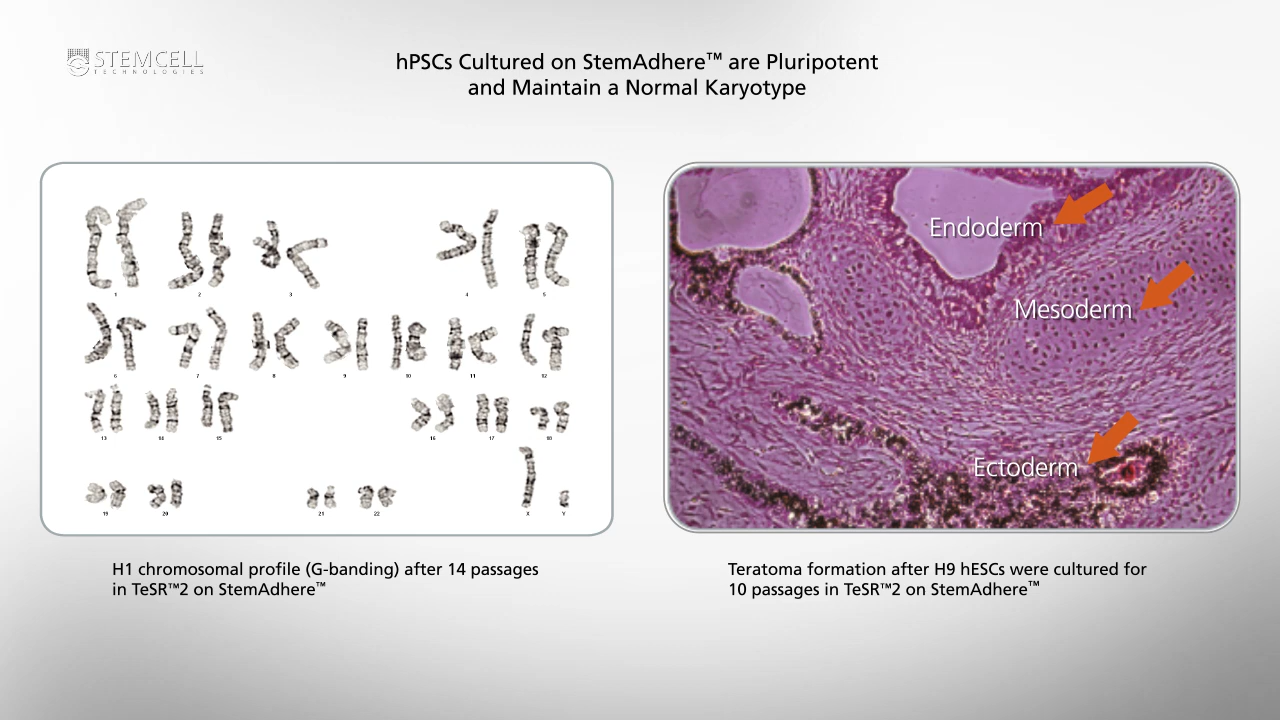 STEMCELL
TECHNOLOGIES
hPSCs Cultured on StemAdhere™ are Pluripotent
and Maintain a Normal Karyotype
1 2 3 4 5
6 7 8 9 10 11 12
13 14 15 16 17 18
19 20 21 22 X Y
Endoderm
Mesoderm
Ectoderm
H1 chromosomal profile (G-banding) after 14 passages
in TeSR™2 on StemAdhere™
Teratoma formation after H9 hESCs were cultured for
10 passages in TeSR™2 on StemAdhere™